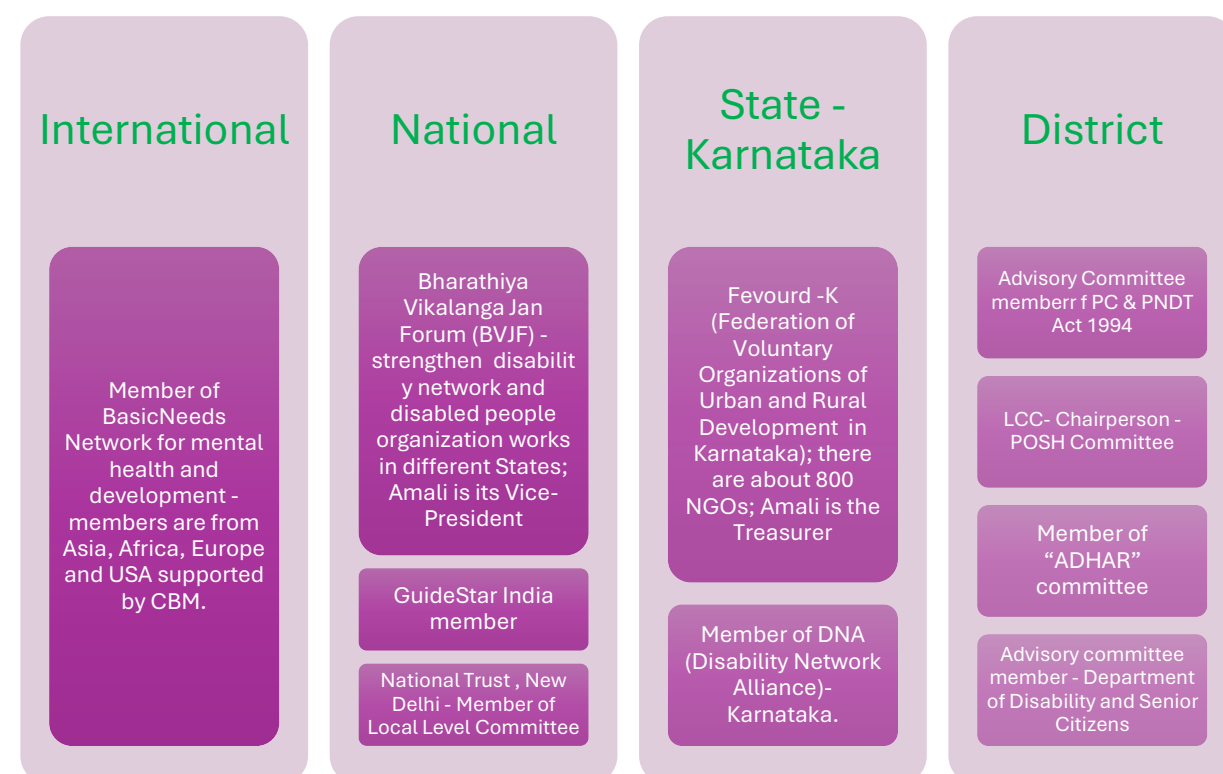 International
Member of
BasicNeeds
Network for mental
health and
development -
members are from
Asia, Africa, Europe
and USA supported
by CBM.
National
Bharathiya
Vikalanga Jan
Forum (BVJF) -
strengthen disabilit
y network and
disabled people
organization works
in different States;
Amali is its Vice-
President
GuideStar India
member
National Trust , New
Delhi - Member of
Local Level Committee
State -
Karnataka
Fevourd -K
(Federation of
Voluntary
Organizations of
Urban and Rural
Development in
Karnataka); there
are about 800
NGOs; Amali is the
Treasurer
Member of DNA
(Disability Network
Alliance)-
Karnataka.
District
Advisory Committee
memberr f PC & PNDT
Act 1994
LCC- Chairperson -
POSH Committee
Member of
“ADHAR”
committee
Advisory committee
member - Department
of Disability and Senior
Citizens